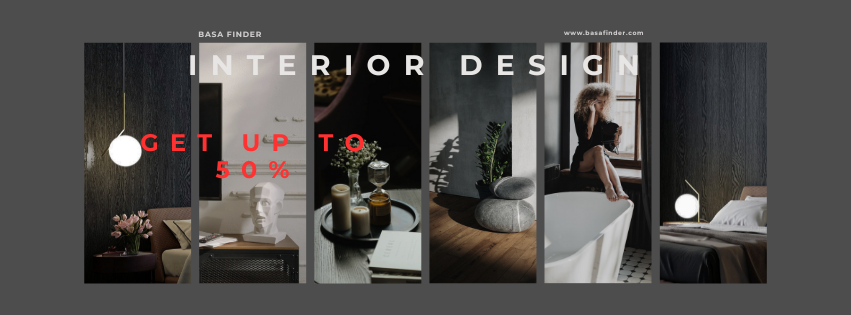 BASA FINDER
www.basafinder.com
INTERIOR DESIGN
GET UP TO
50%